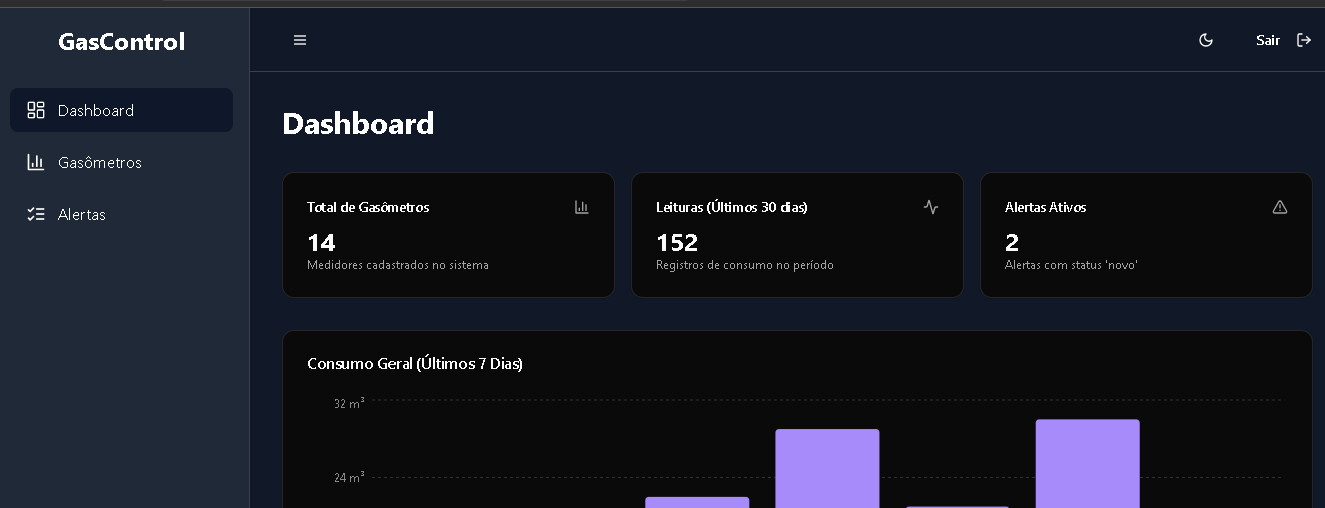 GasControl
Sair
Dashboard
Gasômetros
Alertas
Dashboard
Total de Gasômetros
14
Medidores cadastrados no sistema
Leituras (Últimos 30 dias)
152
Registros de consumo no período
Alertas Ativos
2
Alertas com status 'novo'
Consumo Geral (Últimos 7 Dias)
32 m³
24 m³